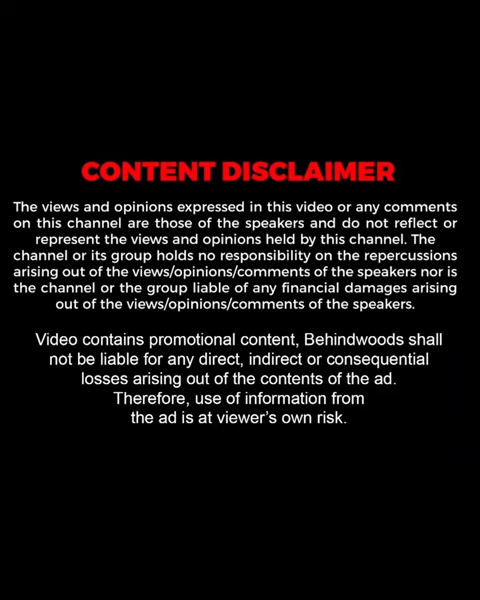 CONTENT DISCLAIMER
The views and opinions expressed in this video or any comments
on this channel are those of the speakers and do not reflect or
represent the views and opinions held by this channel. The
channel or its group holds no responsibility on the repercussions
arising out of the views/opinions/comments of the speakers nor is
the channel or the group liable of any financial damages arising
out of the views/opinions/comments of the speakers.
Video contains promotional content, Behindwoods shall
not be liable for any direct, indirect or consequential
losses arising out of the contents of the ad.
Therefore, use of information from
the ad is at viewer's own risk.